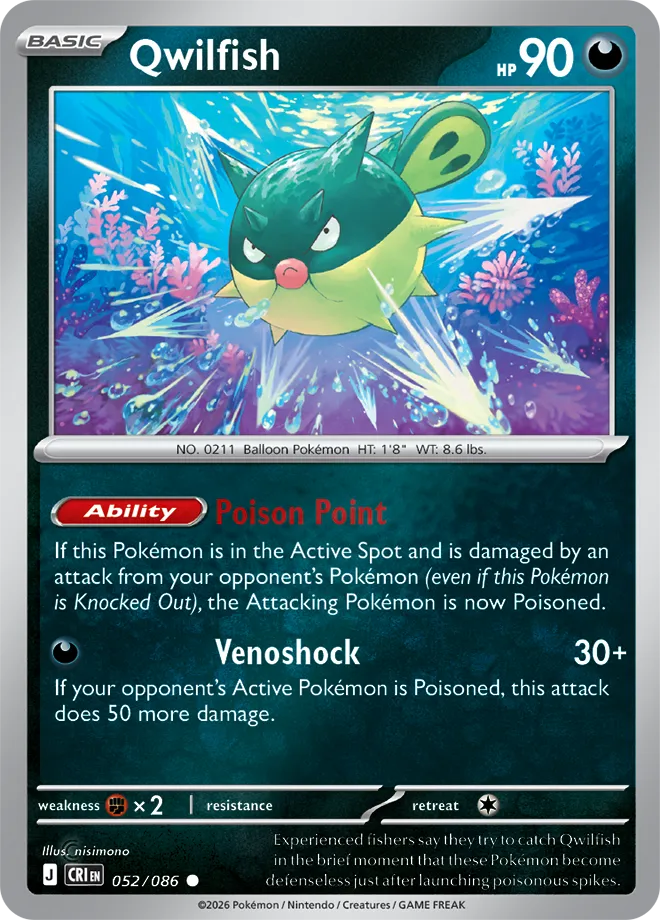 BASIC
Qwilfish
HP 90
NO. 0211 Balloon Pokémon HT: 1'8" WT: 8.6 lbs.
Ability Poison Point
If this Pokémon is in the Active Spot and is damaged by an
attack from your opponent's Pokémon (even if this Pokémon
is Knocked Out), the Attacking Pokémon is now Poisoned.
Venoshock 30+
If your opponent's Active Pokémon is Poisoned, this attack
does 50 more damage.
weakness ×2 resistance retreat
Illus. nisimono
Experienced fishers say they try to catch Qwilfish
in the brief moment that these Pokémon become
defenseless just after launching poisonous spikes.
J CRI EN 052/086
©2026 Pokémon / Nintendo / Creatures / GAME FREAK